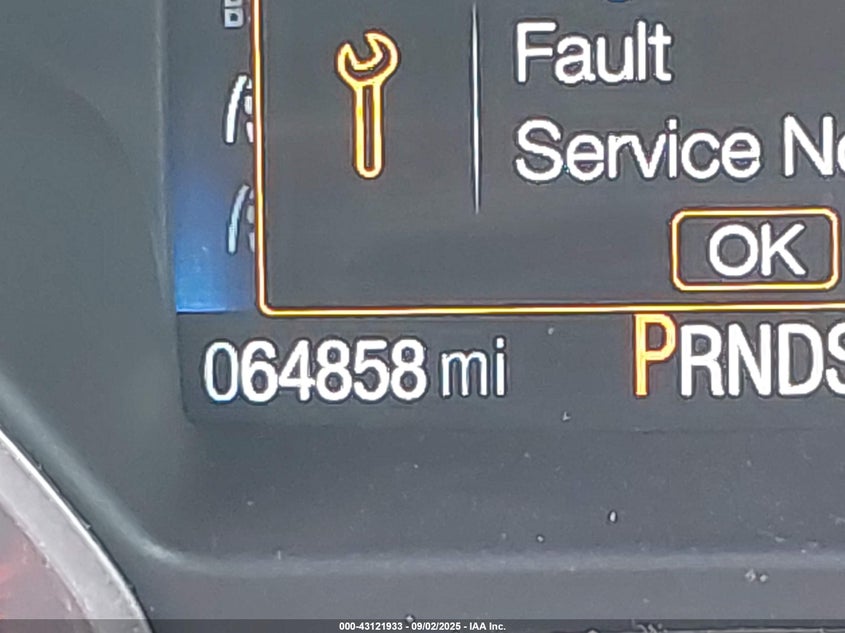 Fault
Service
OK
064858 mi
PRNDS
000-43121933 - 09/02/2025 - IAA Inc.